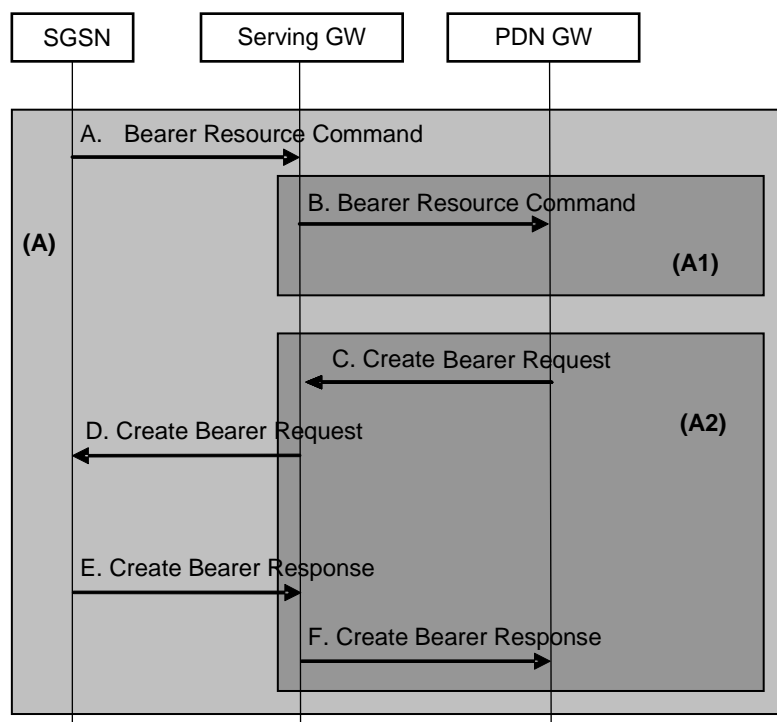 SGSN
Serving GW
PDN GW
A. Bearer Resource Command
B. Bearer Resource Command
(A)
(A1)
C. Create Bearer Request
(A2)
D. Create Bearer Request
E. Create Bearer Response
F. Create Bearer Response